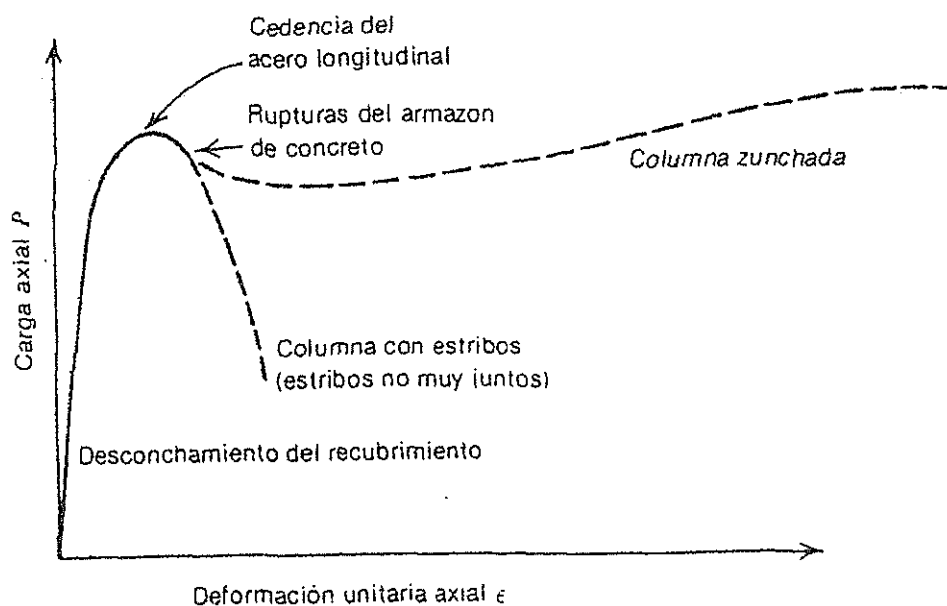 Cedencia del
acero longitudinal
Rupturas del armazon
de concreto
Columna zunchada
Carga axial P
Columna con estribos
(estribos no muy juntos)
Desconchamiento del recubrimiento
Deformación unitaria axial ϵ